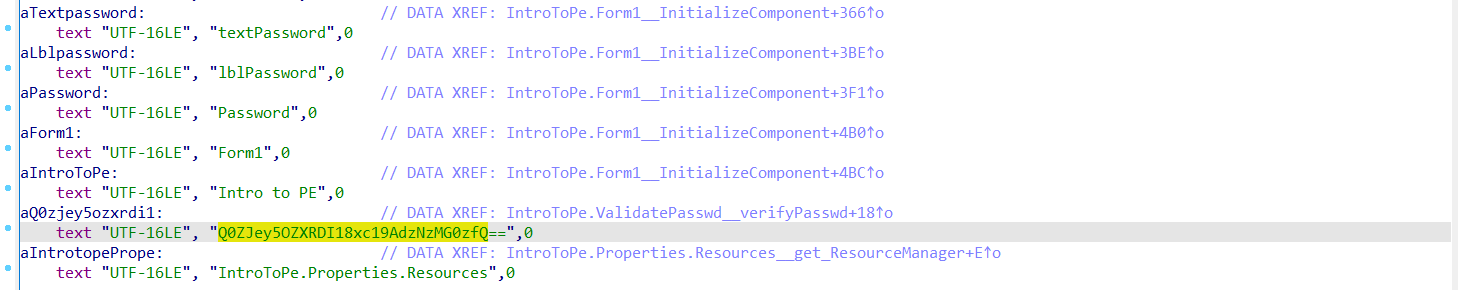 aTextpassword: // DATA XREF: IntroToPe.Form1__InitializeComponent+366↑o
text "UTF-16LE", "textPassword",0
aLblpassword: // DATA XREF: IntroToPe.Form1__InitializeComponent+3BE↑o
text "UTF-16LE", "lblPassword",0
aPassword: // DATA XREF: IntroToPe.Form1__InitializeComponent+3F1↑o
text "UTF-16LE", "Password",0
aForm1: // DATA XREF: IntroToPe.Form1__InitializeComponent+4B0↑o
text "UTF-16LE", "Form1",0
aIntroToPe: // DATA XREF: IntroToPe.Form1__InitializeComponent+4BC↑o
text "UTF-16LE", "Intro to PE",0
aQ0zjey5ozxrdi1: // DATA XREF: IntroToPe.ValidatePasswd__verifyPasswd+18↑o
text "UTF-16LE", "Q0ZJey5OZXRDI18xc19AdzNzMG0zfQ==",0
aIntrotopePrope: // DATA XREF: IntroToPe.Properties.Resources__get_ResourceManager+E↑o
text "UTF-16LE", "IntroToPe.Properties.Resources",0